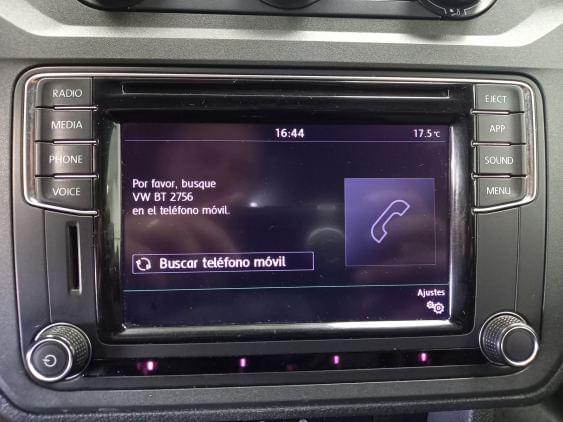 RADIO
MEDIA
PHONE
VOICE
EJECT
APP
SOUND
MENU
16:44
17.5 °C
Por favor, busque
VW BT 2756
en el teléfono móvil.
Buscar teléfono móvil
Ajustes